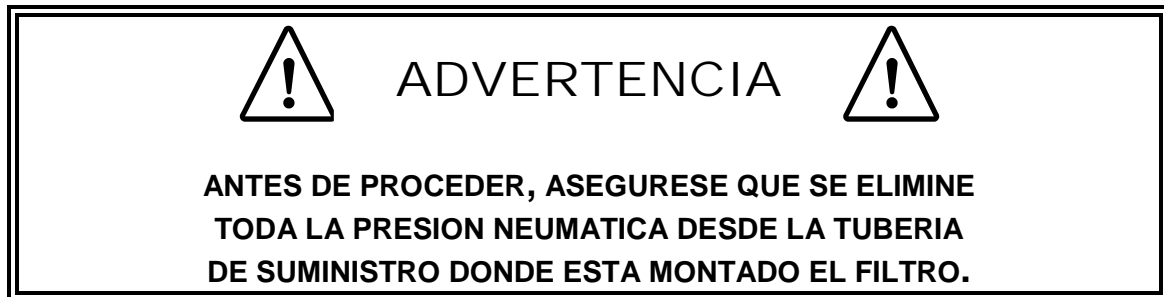 ADVERTENCIA
ANTES DE PROCEDER, ASEGURESE QUE SE ELIMINE
TODA LA PRESION NEUMATICA DESDE LA TUBERIA
DE SUMINISTRO DONDE ESTA MONTADO EL FILTRO.